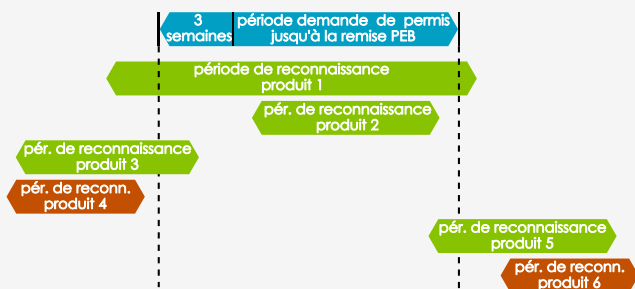 3
semaines
période demande de permis
jusqu'à la remise PEB
période de reconnaissance
produit 1
pér. de reconnaissance
produit 2
pér. de reconnaissance
produit 3
pér. de reconn.
produit 4
pér. de reconnaissance
produit 5
pér. de reconn.
produit 6